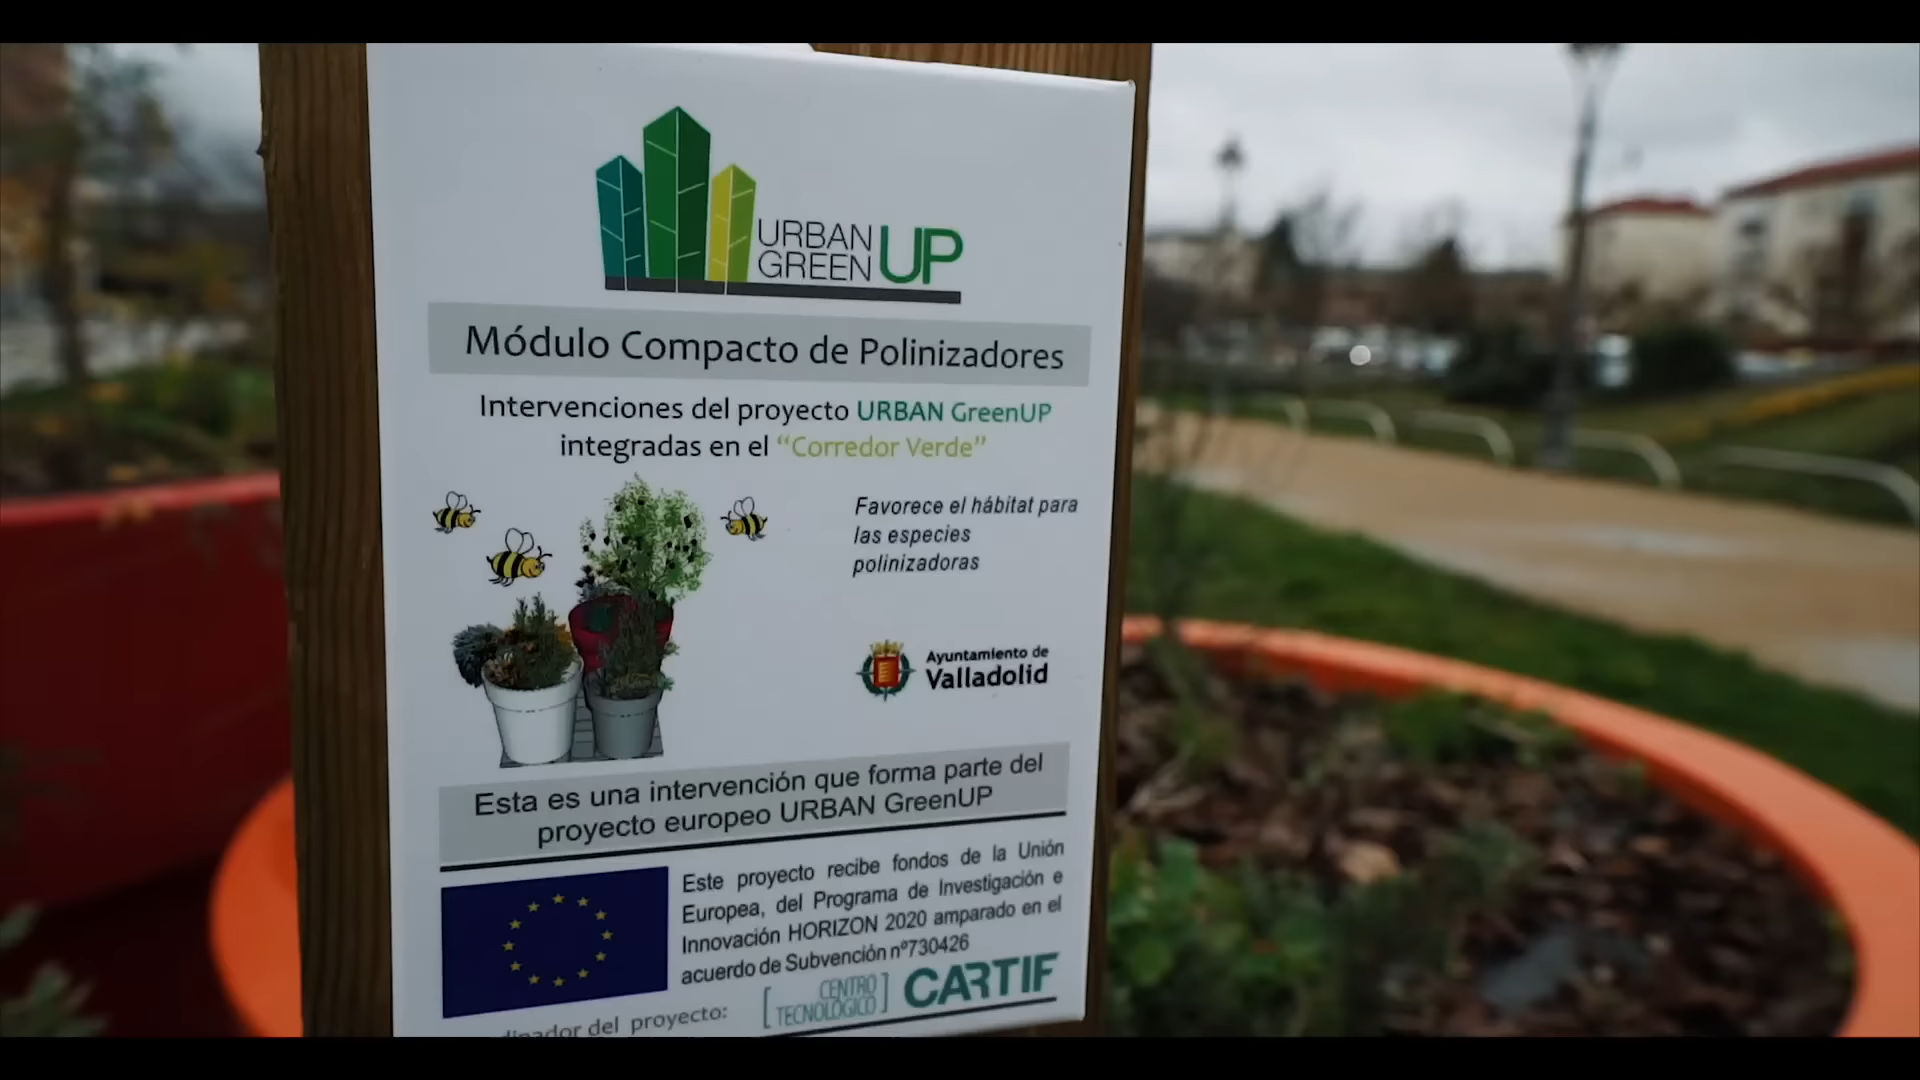 URBAN
GREEN UP
Módulo Compacto de Polinizadores
Intervenciones del proyecto URBAN GreenUP
integradas en el “Corredor Verde”
Favorece el hábitat para
las especies
polinizadoras
Ayuntamiento de
Valladolid
Esta es una intervención que forma parte del
proyecto europeo URBAN GreenUP
Este proyecto recibe fondos de la Unión
Europea, del Programa de Investigación e
Innovación HORIZON 2020 amparado en el
acuerdo de Subvención nº730426
del proyecto:
CENTRO
TECNOLÓGICO
CARTIF